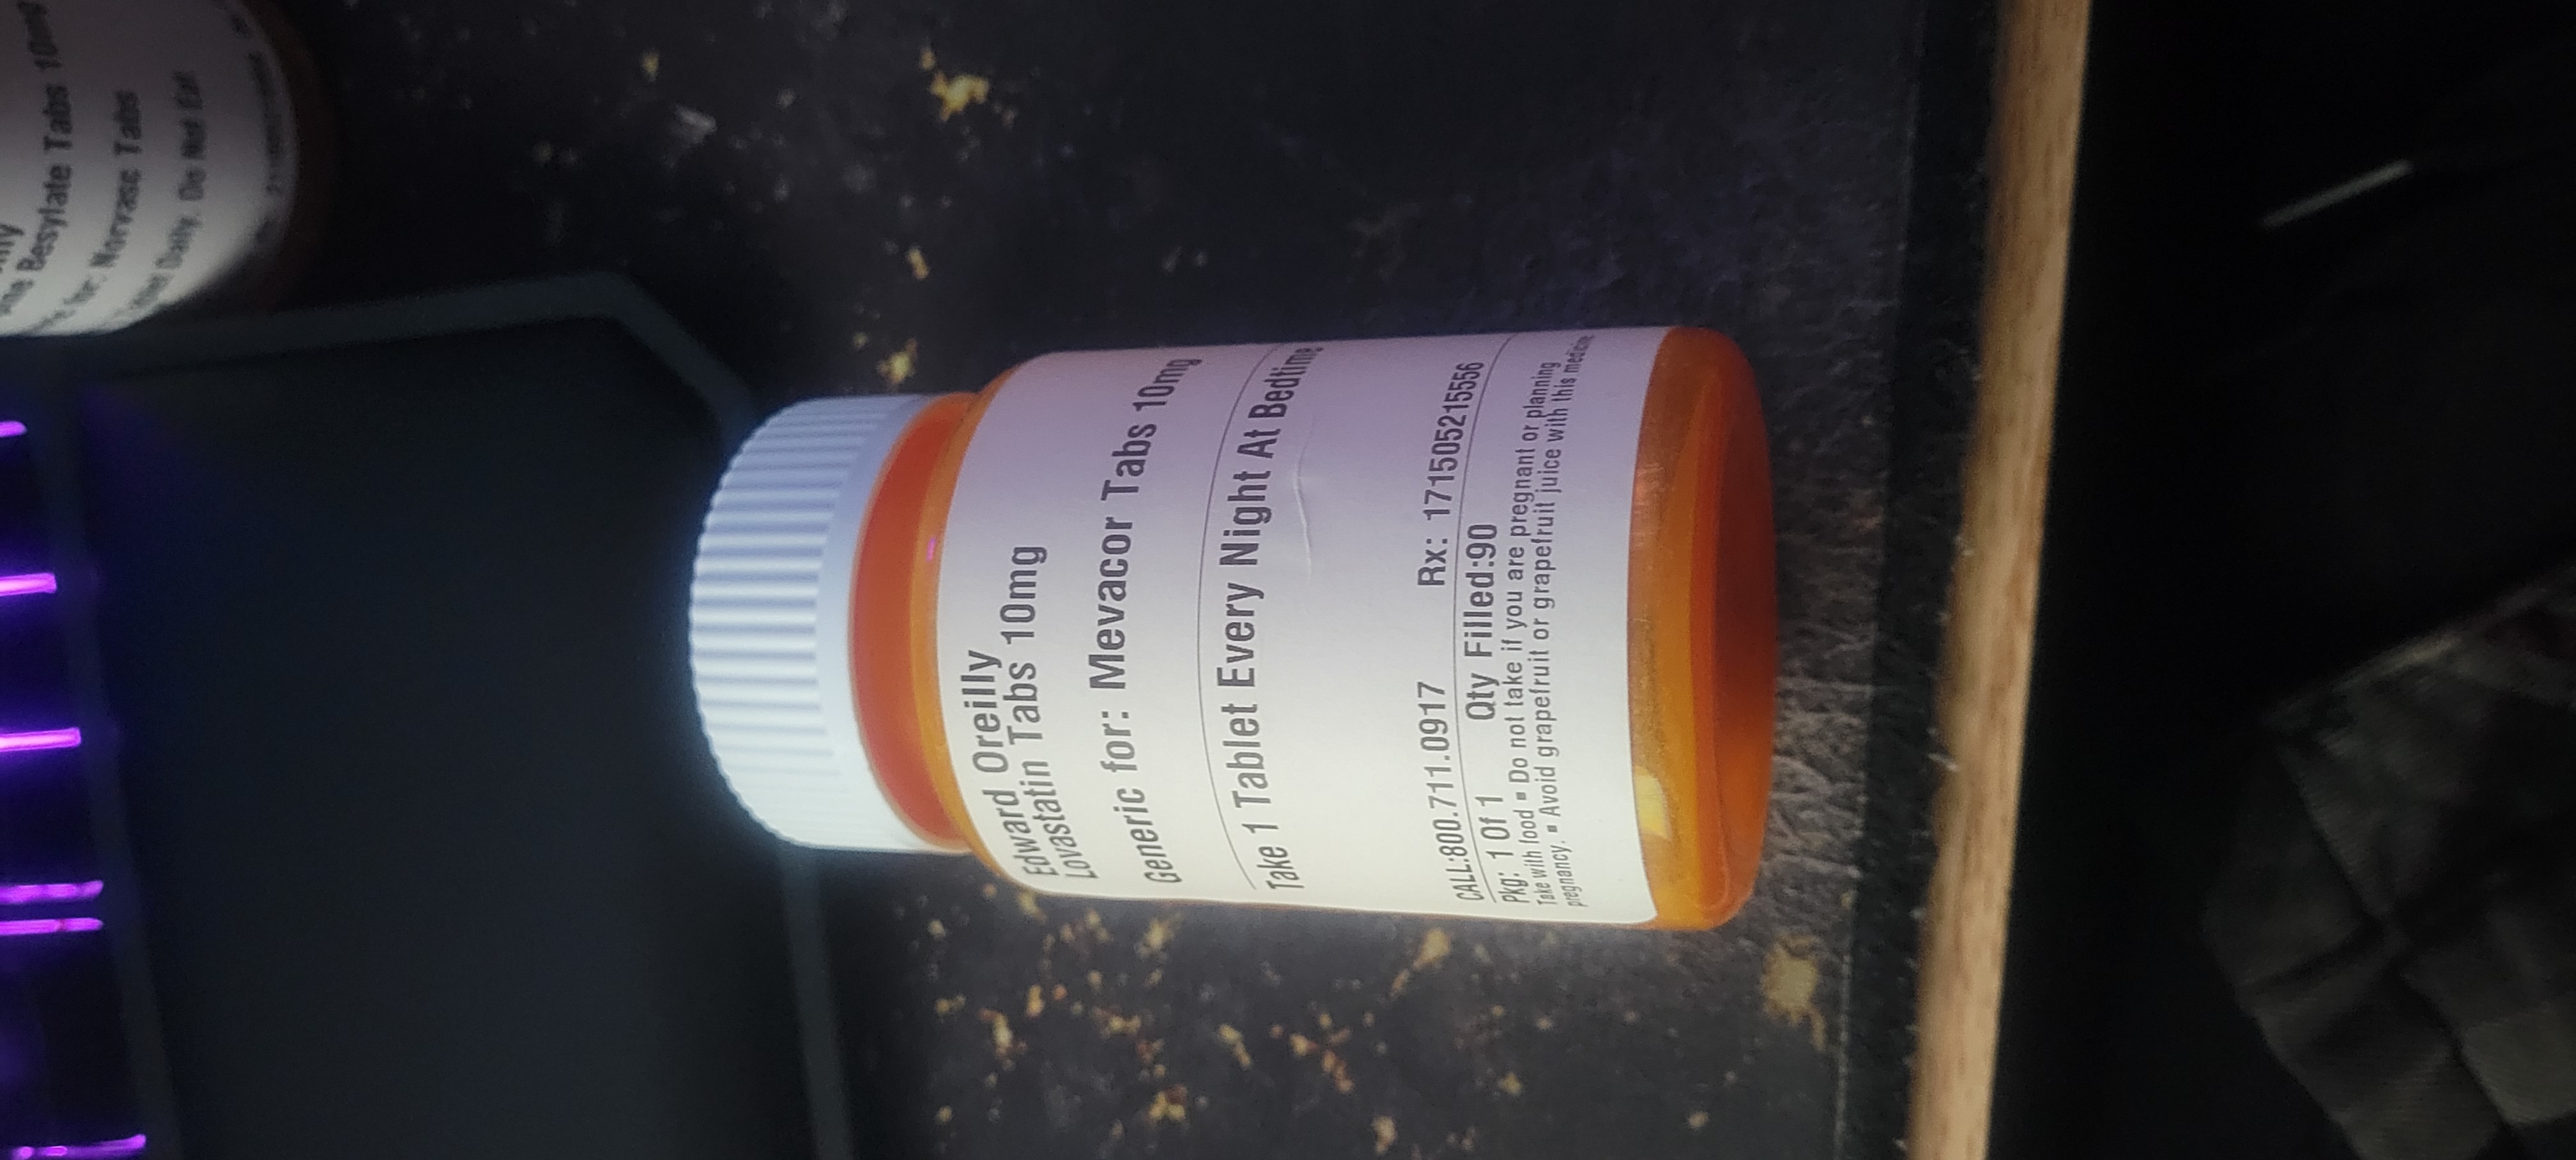 Besylate Tabs 10mg
for: Norvasc Tabs
Daily. Do Not Eat
Edward Oreilly
Lovastatin Tabs 10mg
Generic for: Mevacor Tabs 10mg
Take 1 Tablet Every Night At Bedtime
CALL:800.711.0917 Rx: 171505215556
Pkg: 1 Of 1 Qty Filled:90
Take with food ▪ Do not take if you are pregnant or planning
pregnancy. ▪ Avoid grapefruit or grapefruit juice with this medicine